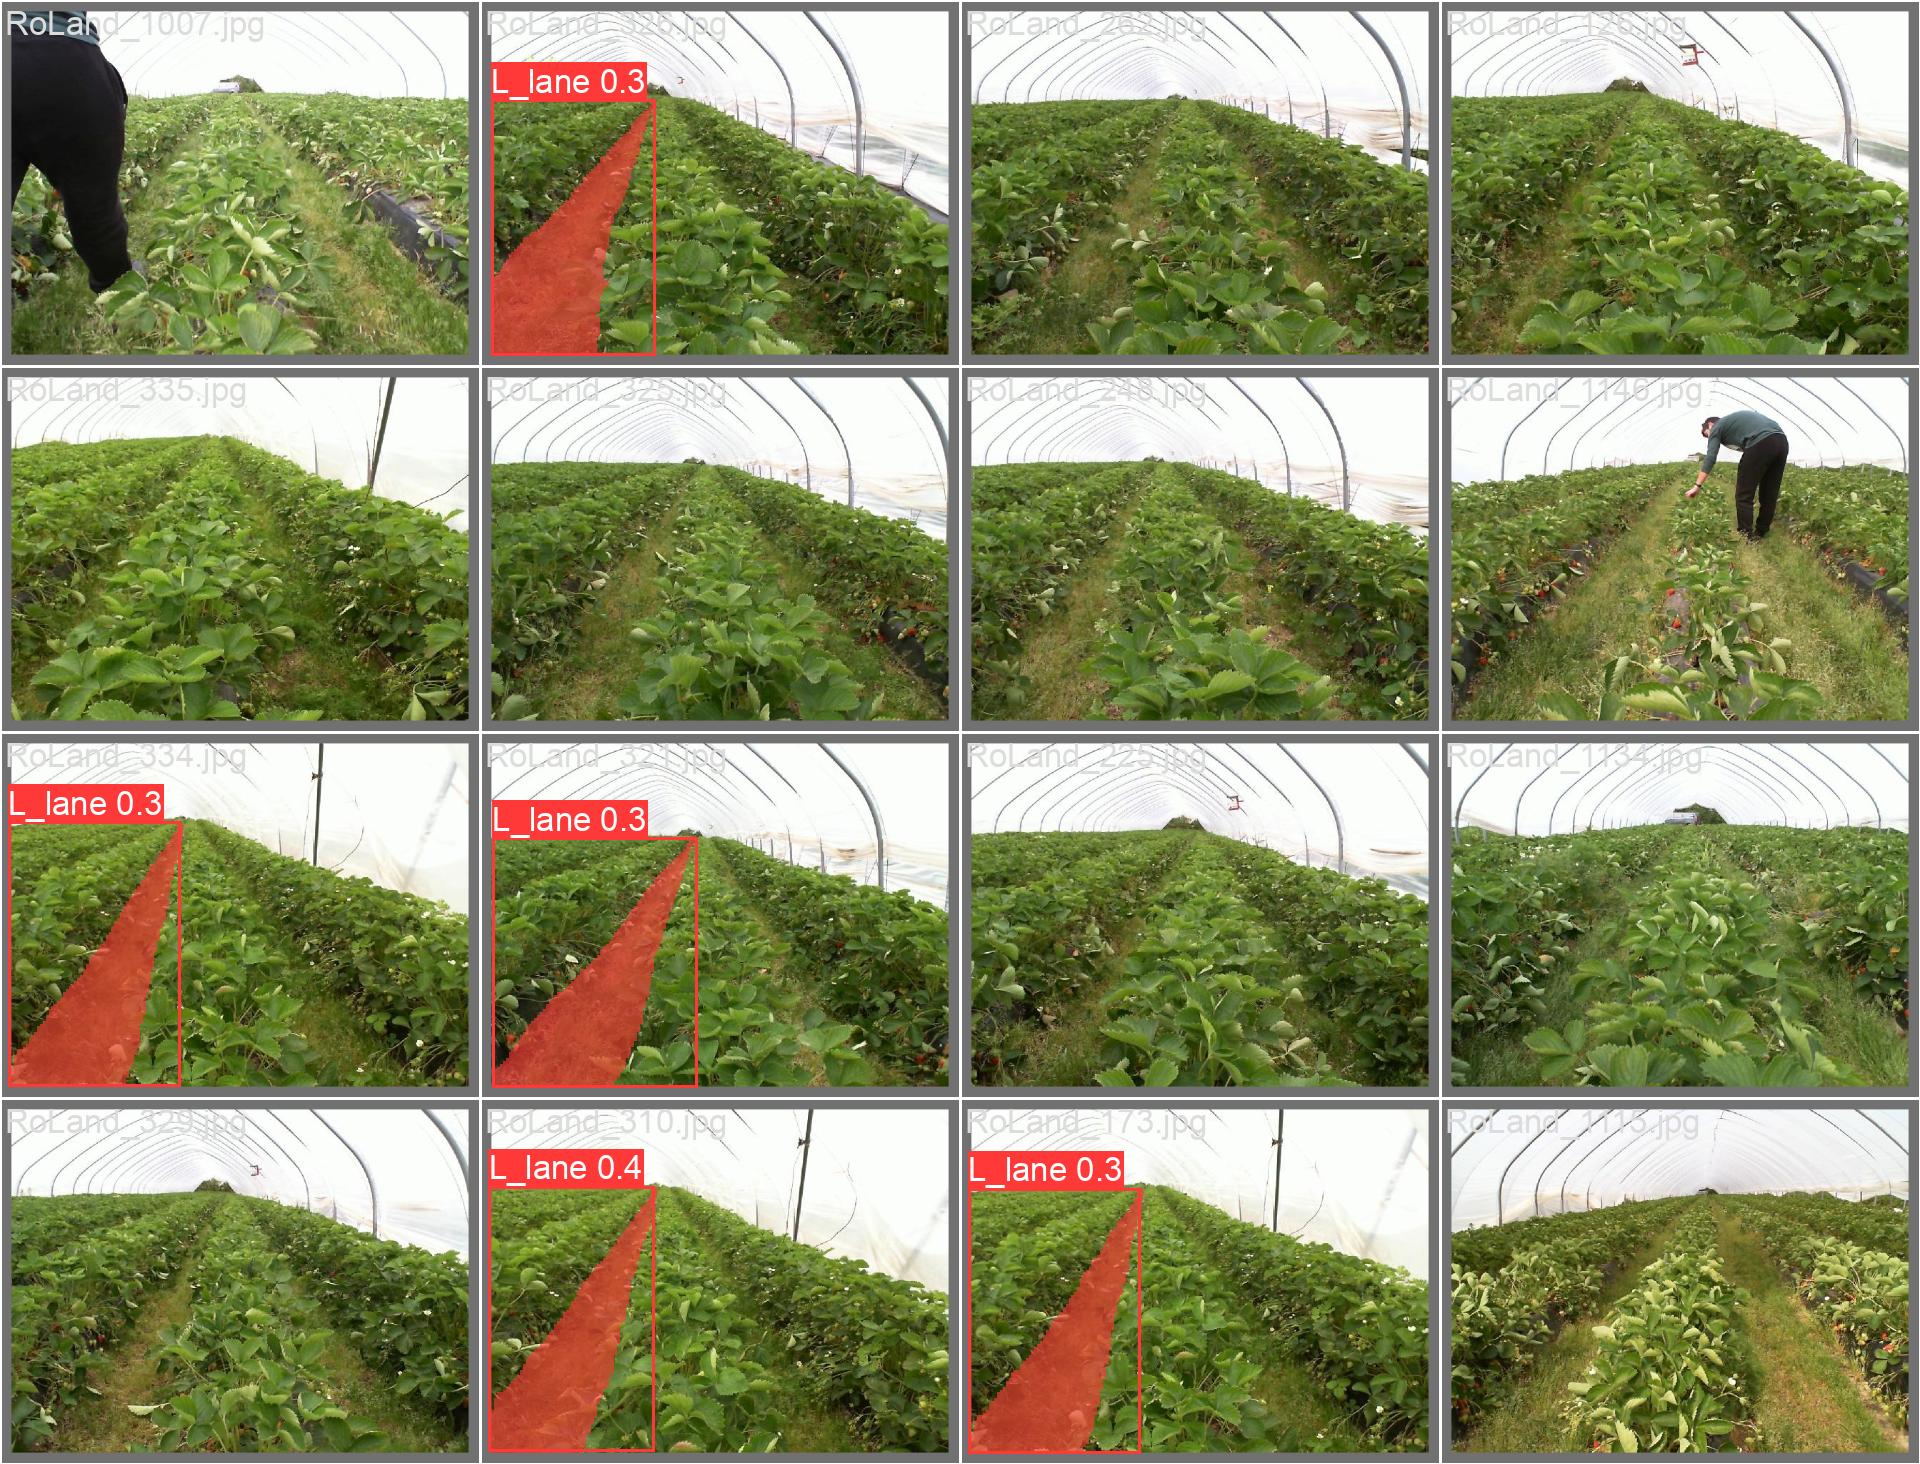 RoLand_1007.jpg
RoLand_326.jpg
L_lane 0.3
RoLand_262.jpg
RoLand_126.jpg
RoLand_335.jpg
RoLand_325.jpg
RoLand_248.jpg
RoLand_1146.jpg
RoLand_334.jpg
L_lane 0.3
RoLand_321.jpg
L_lane 0.3
RoLand_225.jpg
RoLand_1134.jpg
RoLand_329.jpg
RoLand_310.jpg
L_lane 0.4
RoLand_173.jpg
L_lane 0.3
RoLand_1115.jpg